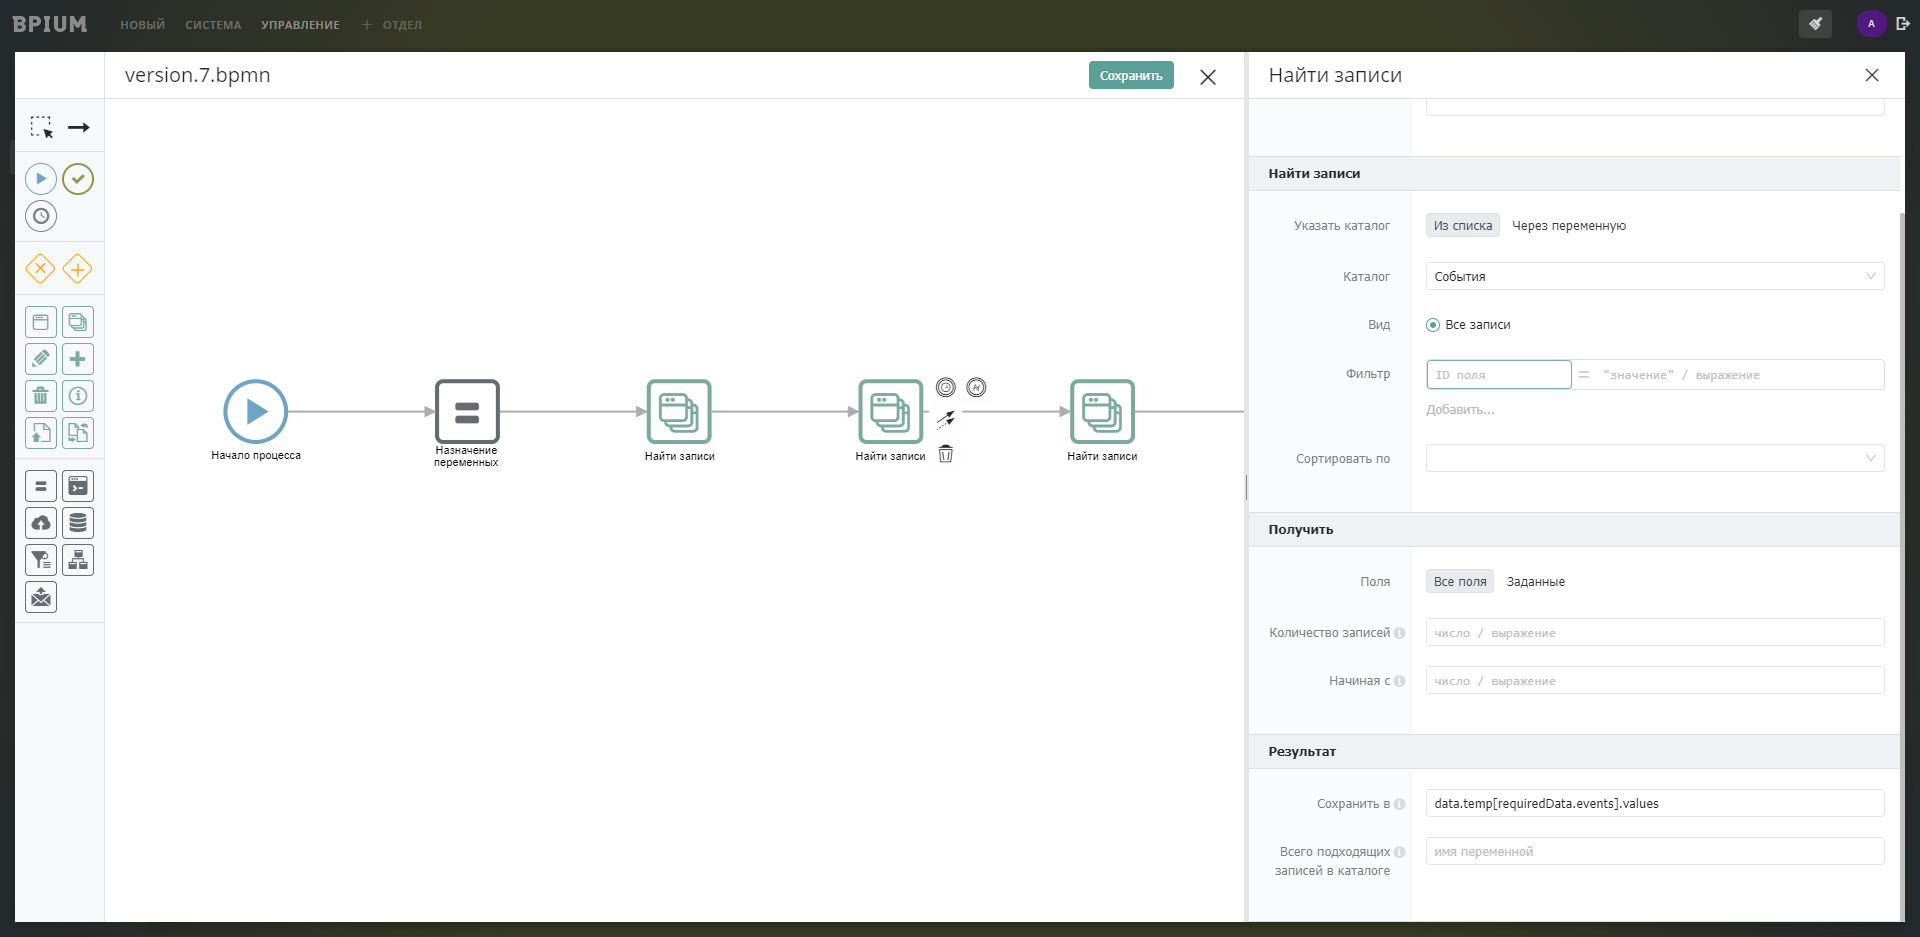 BPIUM
НОВЫЙ СИСТЕМА УПРАВЛЕНИЕ + ОТДЕЛ
A
version.7.bpmn
Сохранить
Начало процесса
Назначение
переменных
Найти записи
Найти записи
Найти записи
Найти записи
Найти записи
Указать каталог Из списка Через переменную
Каталог События
Вид Все записи
Фильтр ID поля = "значение" / выражение
Добавить...
Сортировать по
Получить
Поля Все поля Заданные
Количество записей число / выражение
Начиная с число / выражение
Результат
Сохранить в data.temp[requiredData.events].values
Всего подходящих имя переменной
записей в каталоге